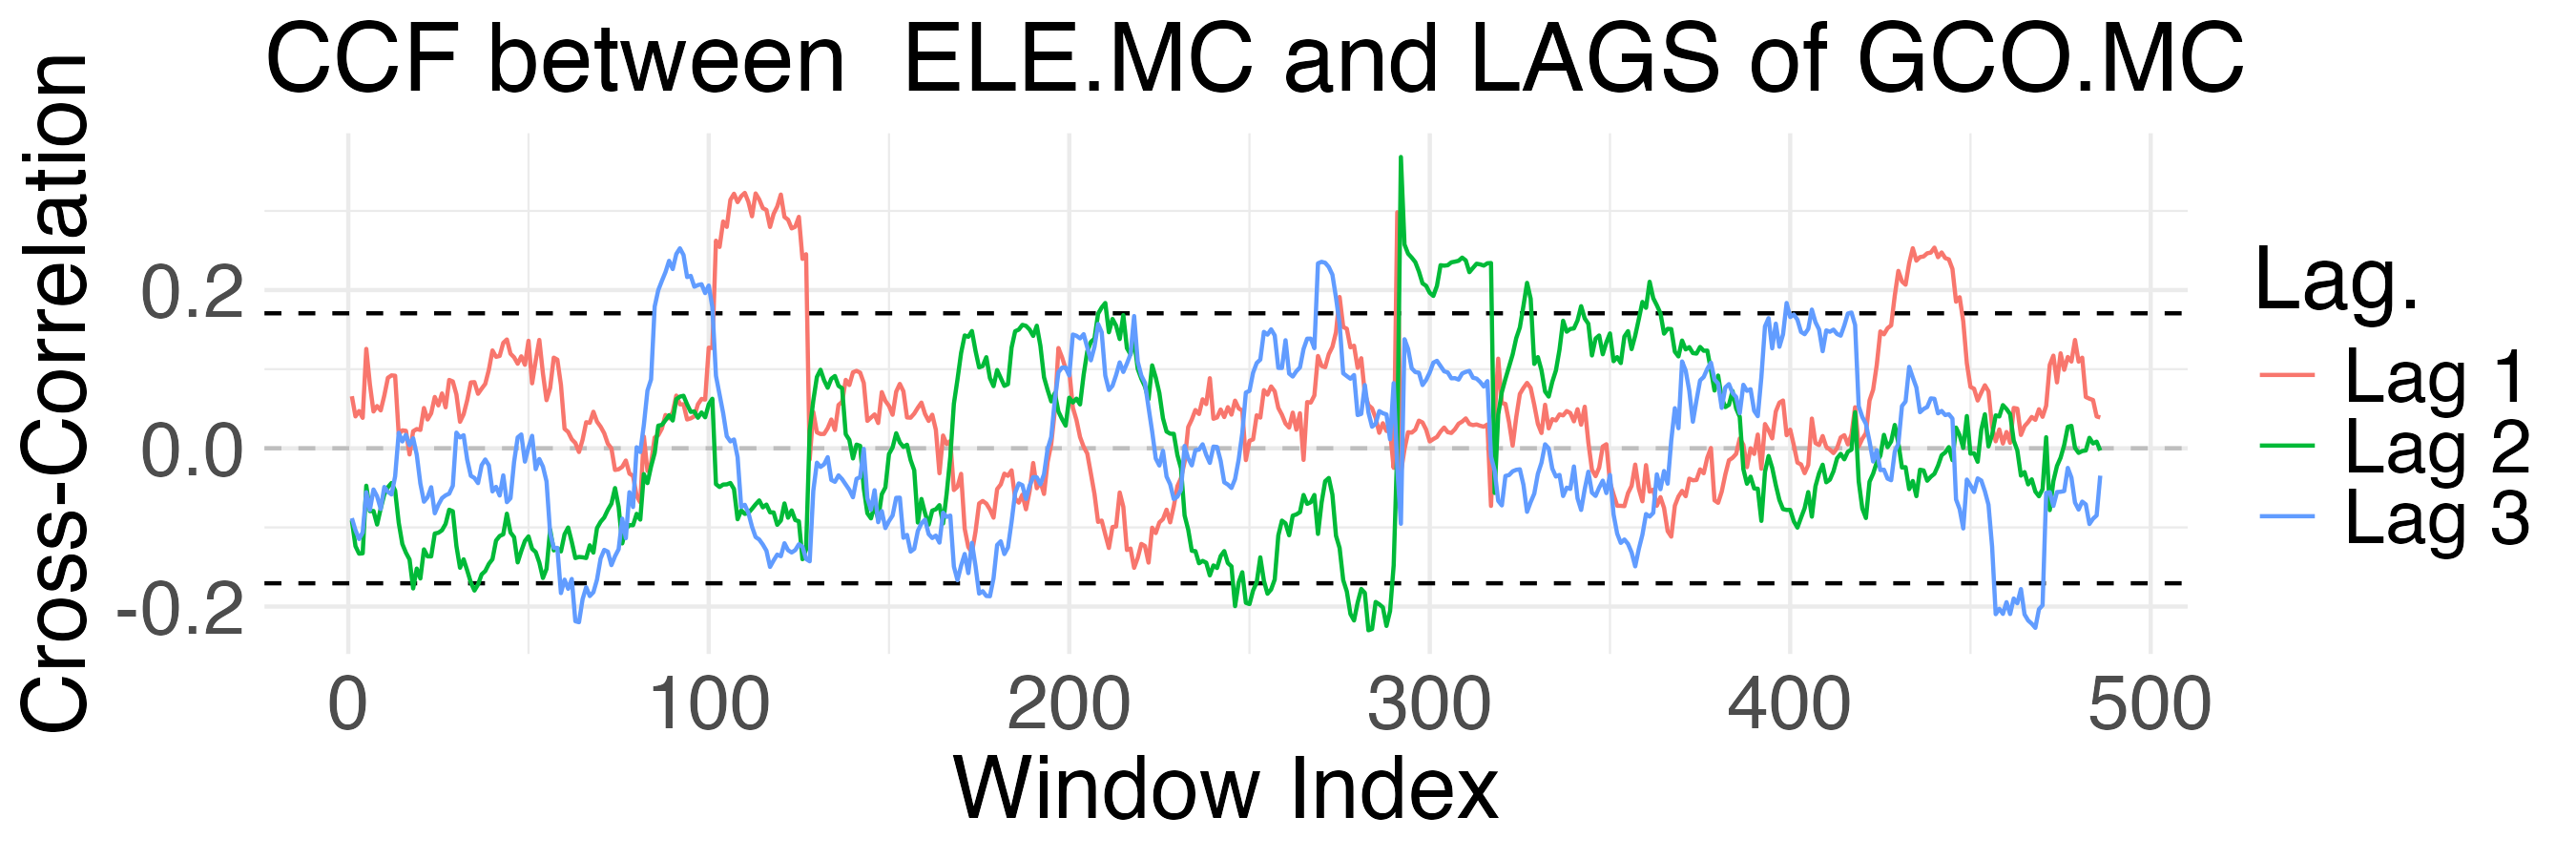 CCF between  ELE.MC and LAGS of GCO.MC
Cross-Correlation
0.2
0.0
-0.2
0 100 200 300 400 500
Window Index
Lag.
Lag 1
Lag 2
Lag 3